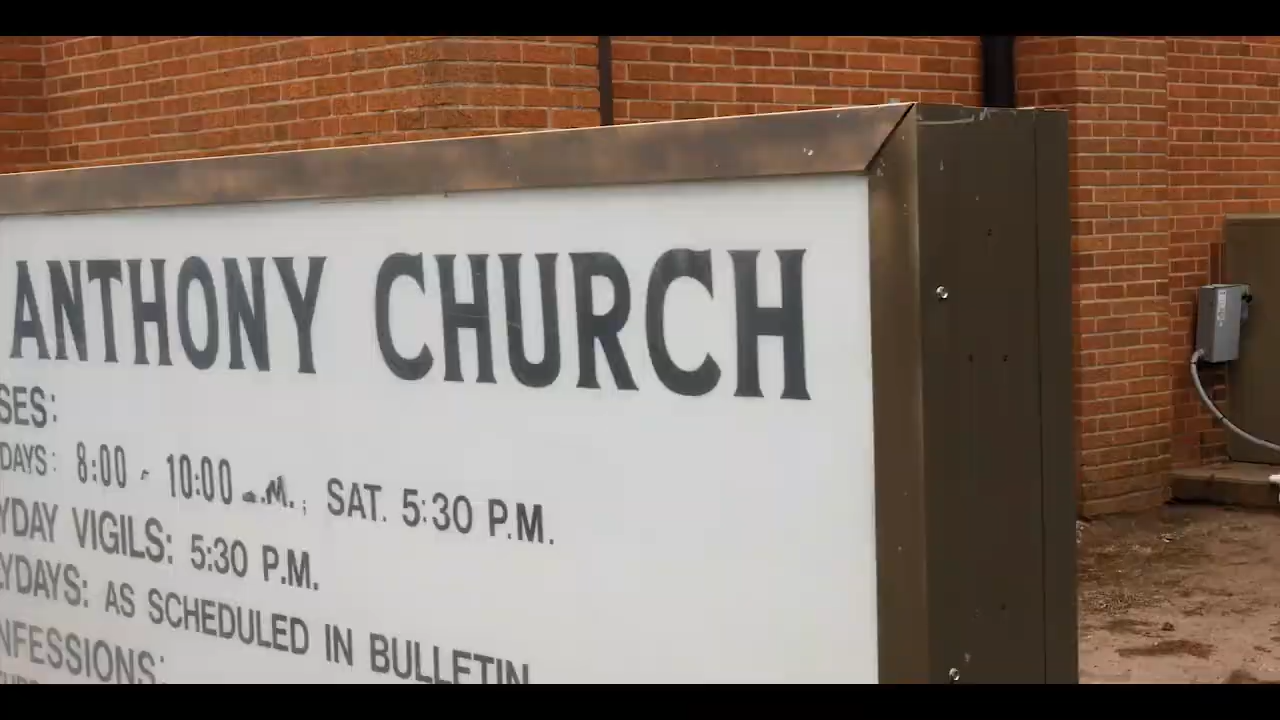 ANTHONY CHURCH
SES:
DAYS: 8:00 - 10:00 A.M.; SAT. 5:30 P.M.
YDAY VIGILS: 5:30 P.M.
YDAYS: AS SCHEDULED IN BULLETIN
NFESSIONS: